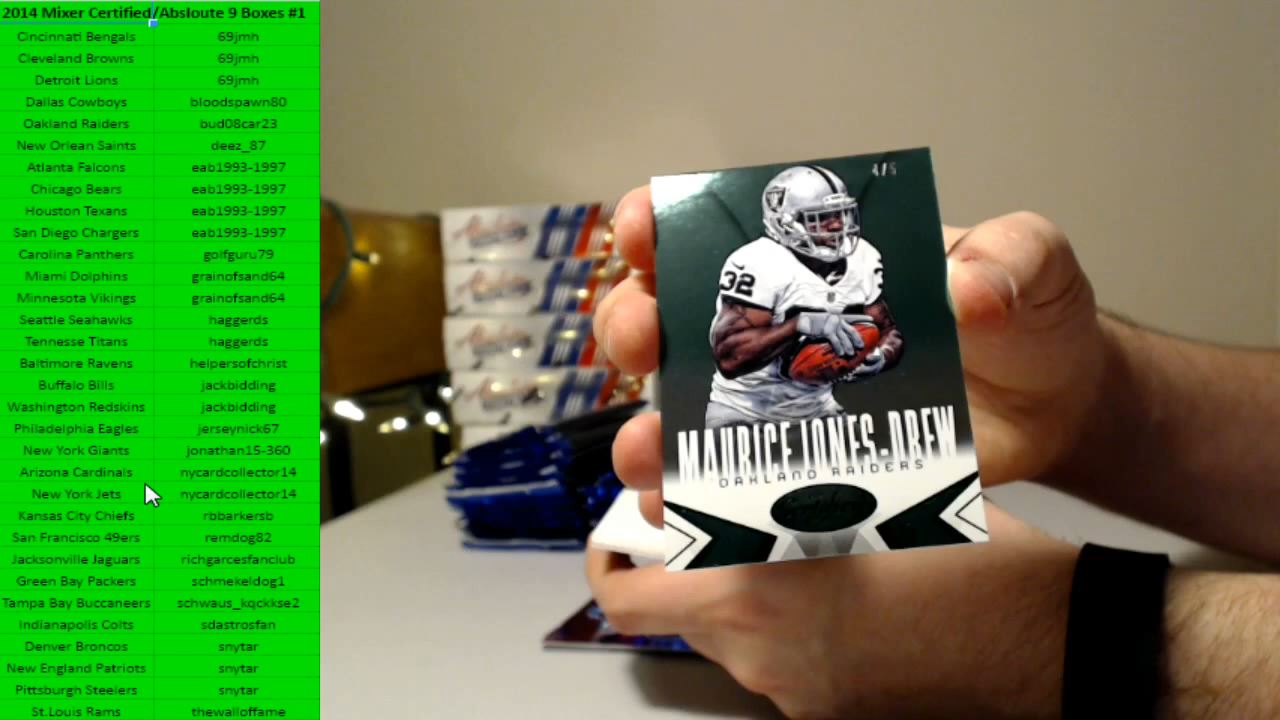 2014 Mixer Certified/Absloute 9 Boxes #1
Cincinnati Bengals 69jmh
Cleveland Browns 69jmh
Detroit Lions 69jmh
Dallas Cowboys bloodspawn80
Oakland Raiders bud08car23
New Orlean Saints deez_87
Atlanta Falcons eab1993-1997
Chicago Bears eab1993-1997
Houston Texans eab1993-1997
San Diego Chargers eab1993-1997
Carolina Panthers golfguru79
Miami Dolphins grainofsand64
Minnesota Vikings grainofsand64
Seattle Seahawks haggerds
Tennesse Titans haggerds
Baltimore Ravens helpersofchrist
Buffalo Bills jackbidding
Washington Redskins jackbidding
Philadelphia Eagles jerseynick67
New York Giants jonathan15-360
Arizona Cardinals nycardcollector14
New York Jets nycardcollector14
Kansas City Chiefs rbbarkersb
San Francisco 49ers remdog82
Jacksonville Jaguars richgarcesfanclub
Green Bay Packers schmekeldog1
Tampa Bay Buccaneers schwaus_kqckkse2
Indianapolis Colts sdastrosfan
Denver Broncos snytar
New England Patriots snytar
Pittsburgh Steelers snytar
St.Louis Rams thewalloffame
4/5
32
MAURICE JONES-DREW
OAKLAND RAIDERS